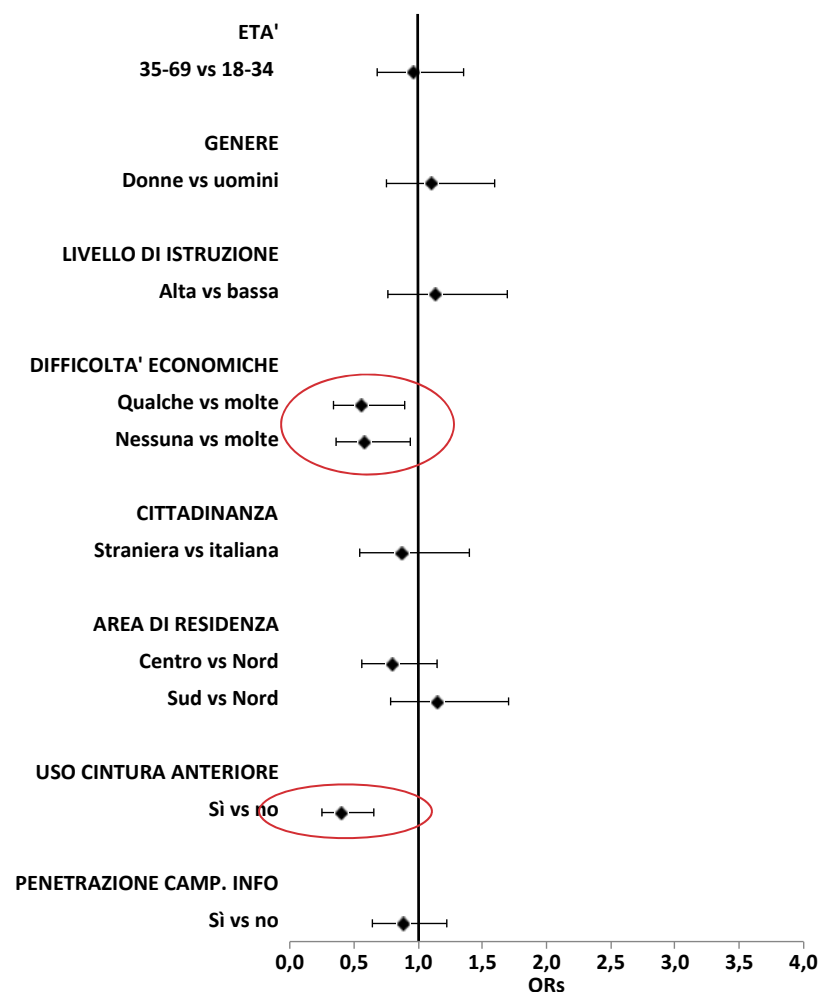 ETA'
35-69 vs 18-34
GENERE
Donne vs uomini
LIVELLO DI ISTRUZIONE
Alta vs bassa
DIFFICOLTA' ECONOMICHE
Qualche vs molte
Nessuna vs molte
CITTADINANZA
Straniera vs italiana
AREA DI RESIDENZA
Centro vs Nord
Sud vs Nord
USO CINTURA ANTERIORE
Sì vs no
PENETRAZIONE CAMP. INFO
Sì vs no
0,0 0,5 1,0 1,5 2,0 2,5 3,0 3,5 4,0
ORs